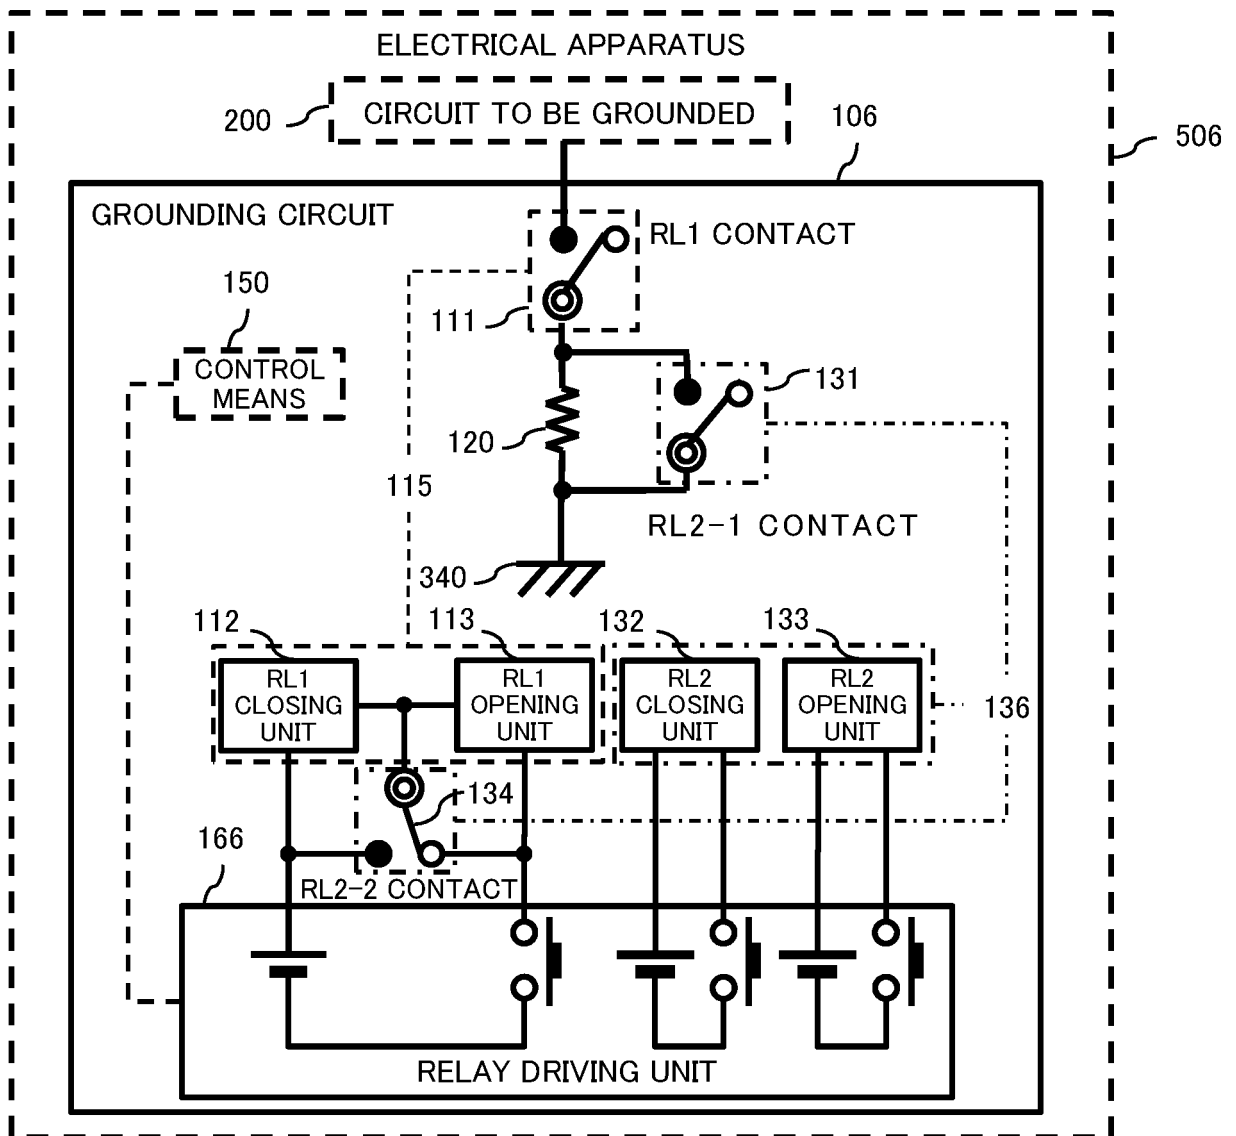 ELECTRICAL APPARATUS
200
CIRCUIT TO BE GROUNDED
106
506
GROUNDING CIRCUIT
RL1 CONTACT
150
111
CONTROL
MEANS
131
120
115
RL2-1 CONTACT
340
112
113
132
133
RL1
CLOSING
UNIT
RL1
OPENING
UNIT
RL2
CLOSING
UNIT
RL2
OPENING
UNIT
136
134
166
RL2-2 CONTACT
RELAY DRIVING UNIT